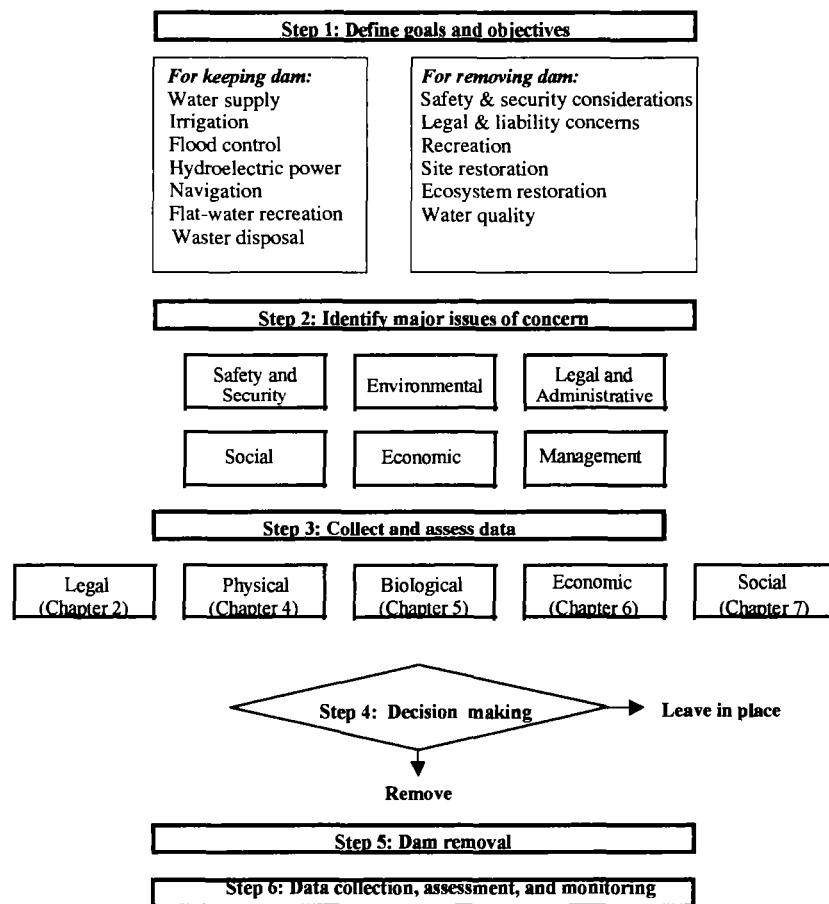 Step 1: Define goals and objectives
For keeping dam:
Water supply
Irrigation
Flood control
Hydroelectric power
Navigation
Flat-water recreation
Waster disposal
For removing dam:
Safety & security considerations
Legal & liability concerns
Recreation
Site restoration
Ecosystem restoration
Water quality
Step 2: Identify major issues of concern
Safety and
Security
Environmental
Legal and
Administrative
Social
Economic
Management
Step 3: Collect and assess data
Legal
(Chapter 2)
Physical
(Chapter 4)
Biological
(Chapter 5)
Economic
(Chapter 6)
Social
(Chapter 7)
Step 4: Decision making
Leave in place
Remove
Step 5: Dam removal
Step 6: Data collection, assessment, and monitoring